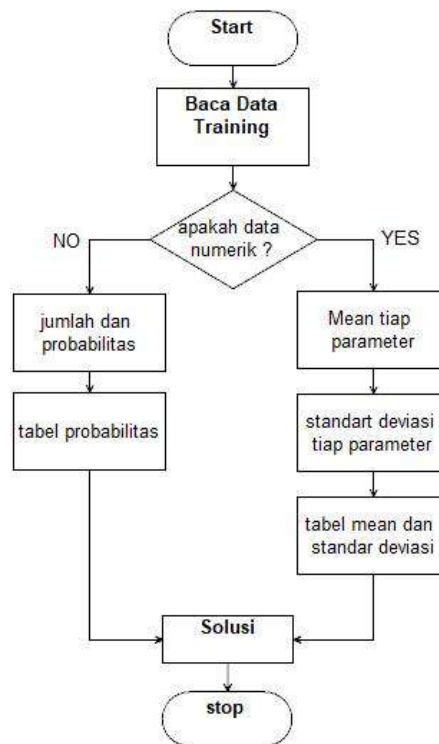 Start
Baca Data
Training
apakah data
numerik ?
NO
YES
jumlah dan
probabilitas
tabel probabilitas
Mean tiap
parameter
standart deviasi
tiap parameter
tabel mean dan
standar deviasi
Solusi
stop